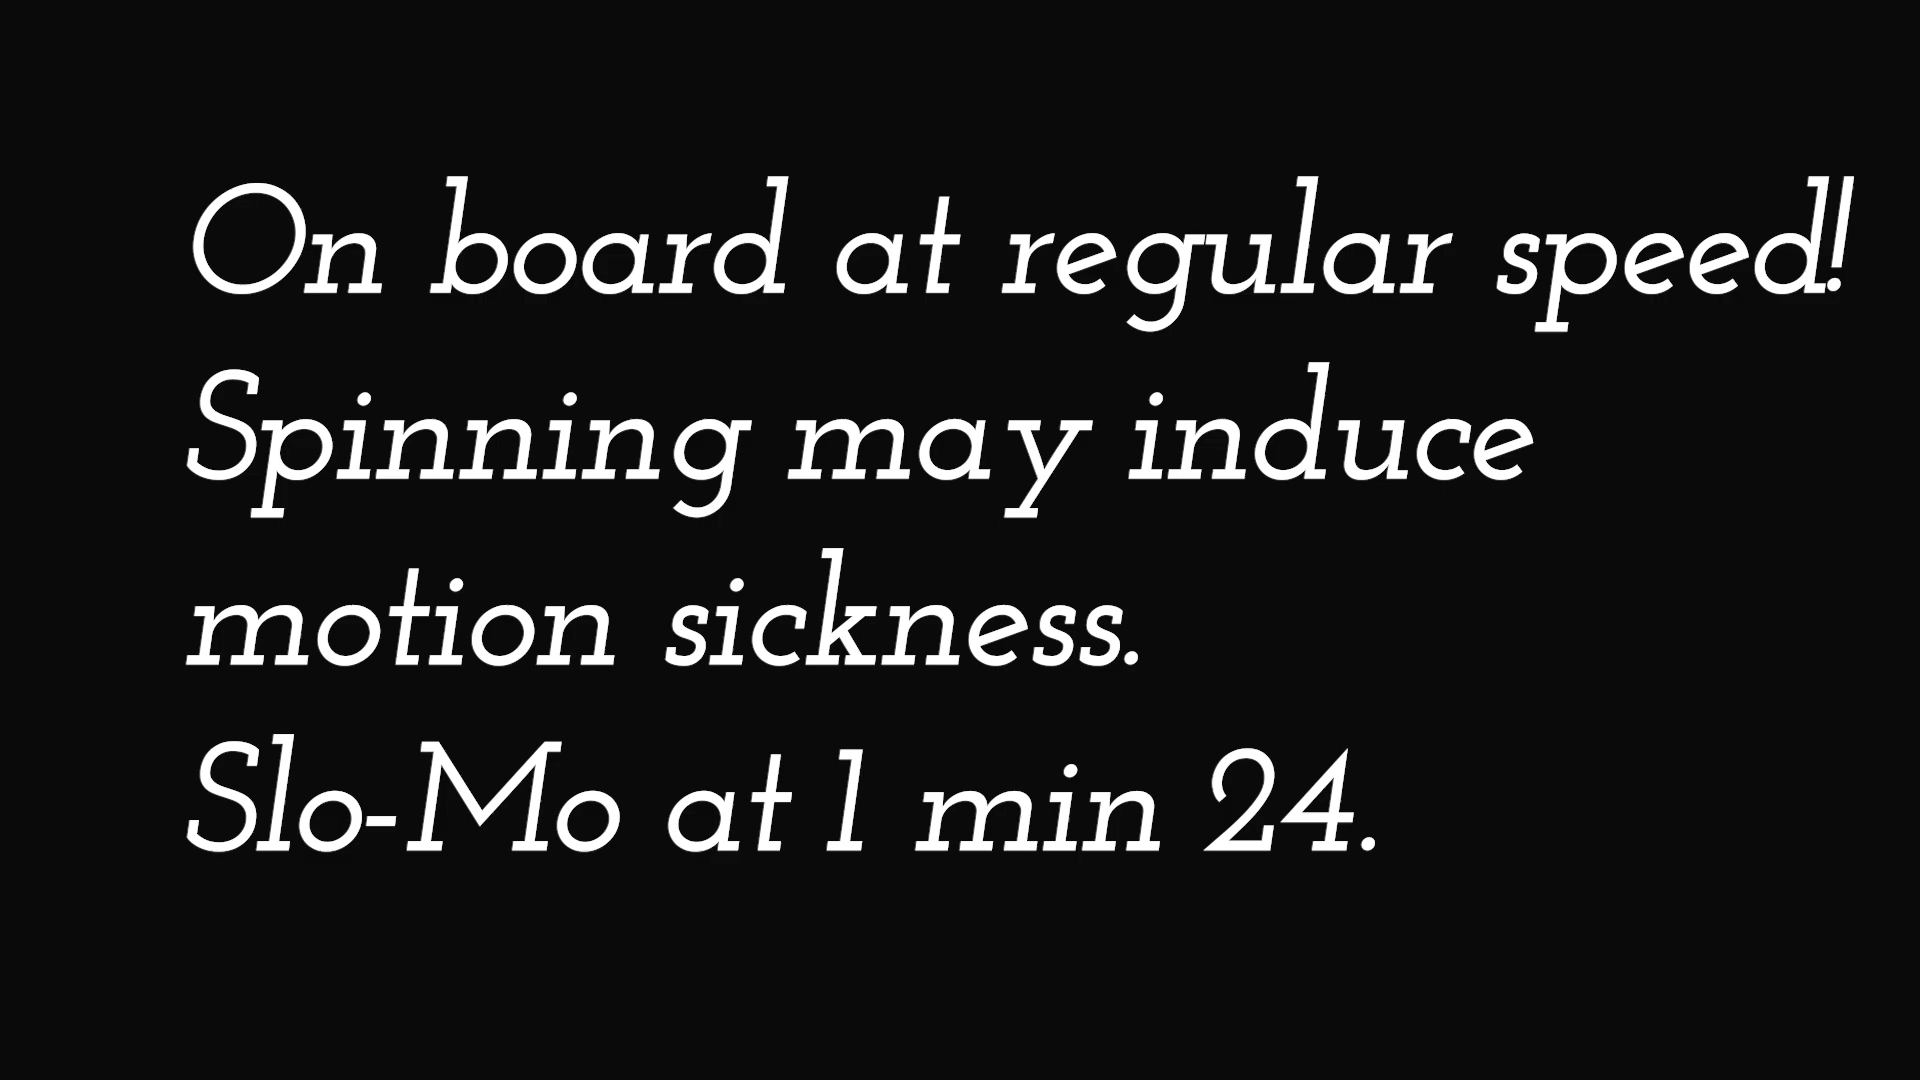 On board at regular speed!
Spinning may induce
motion sickness.
Slo-Mo at 1 min 24.